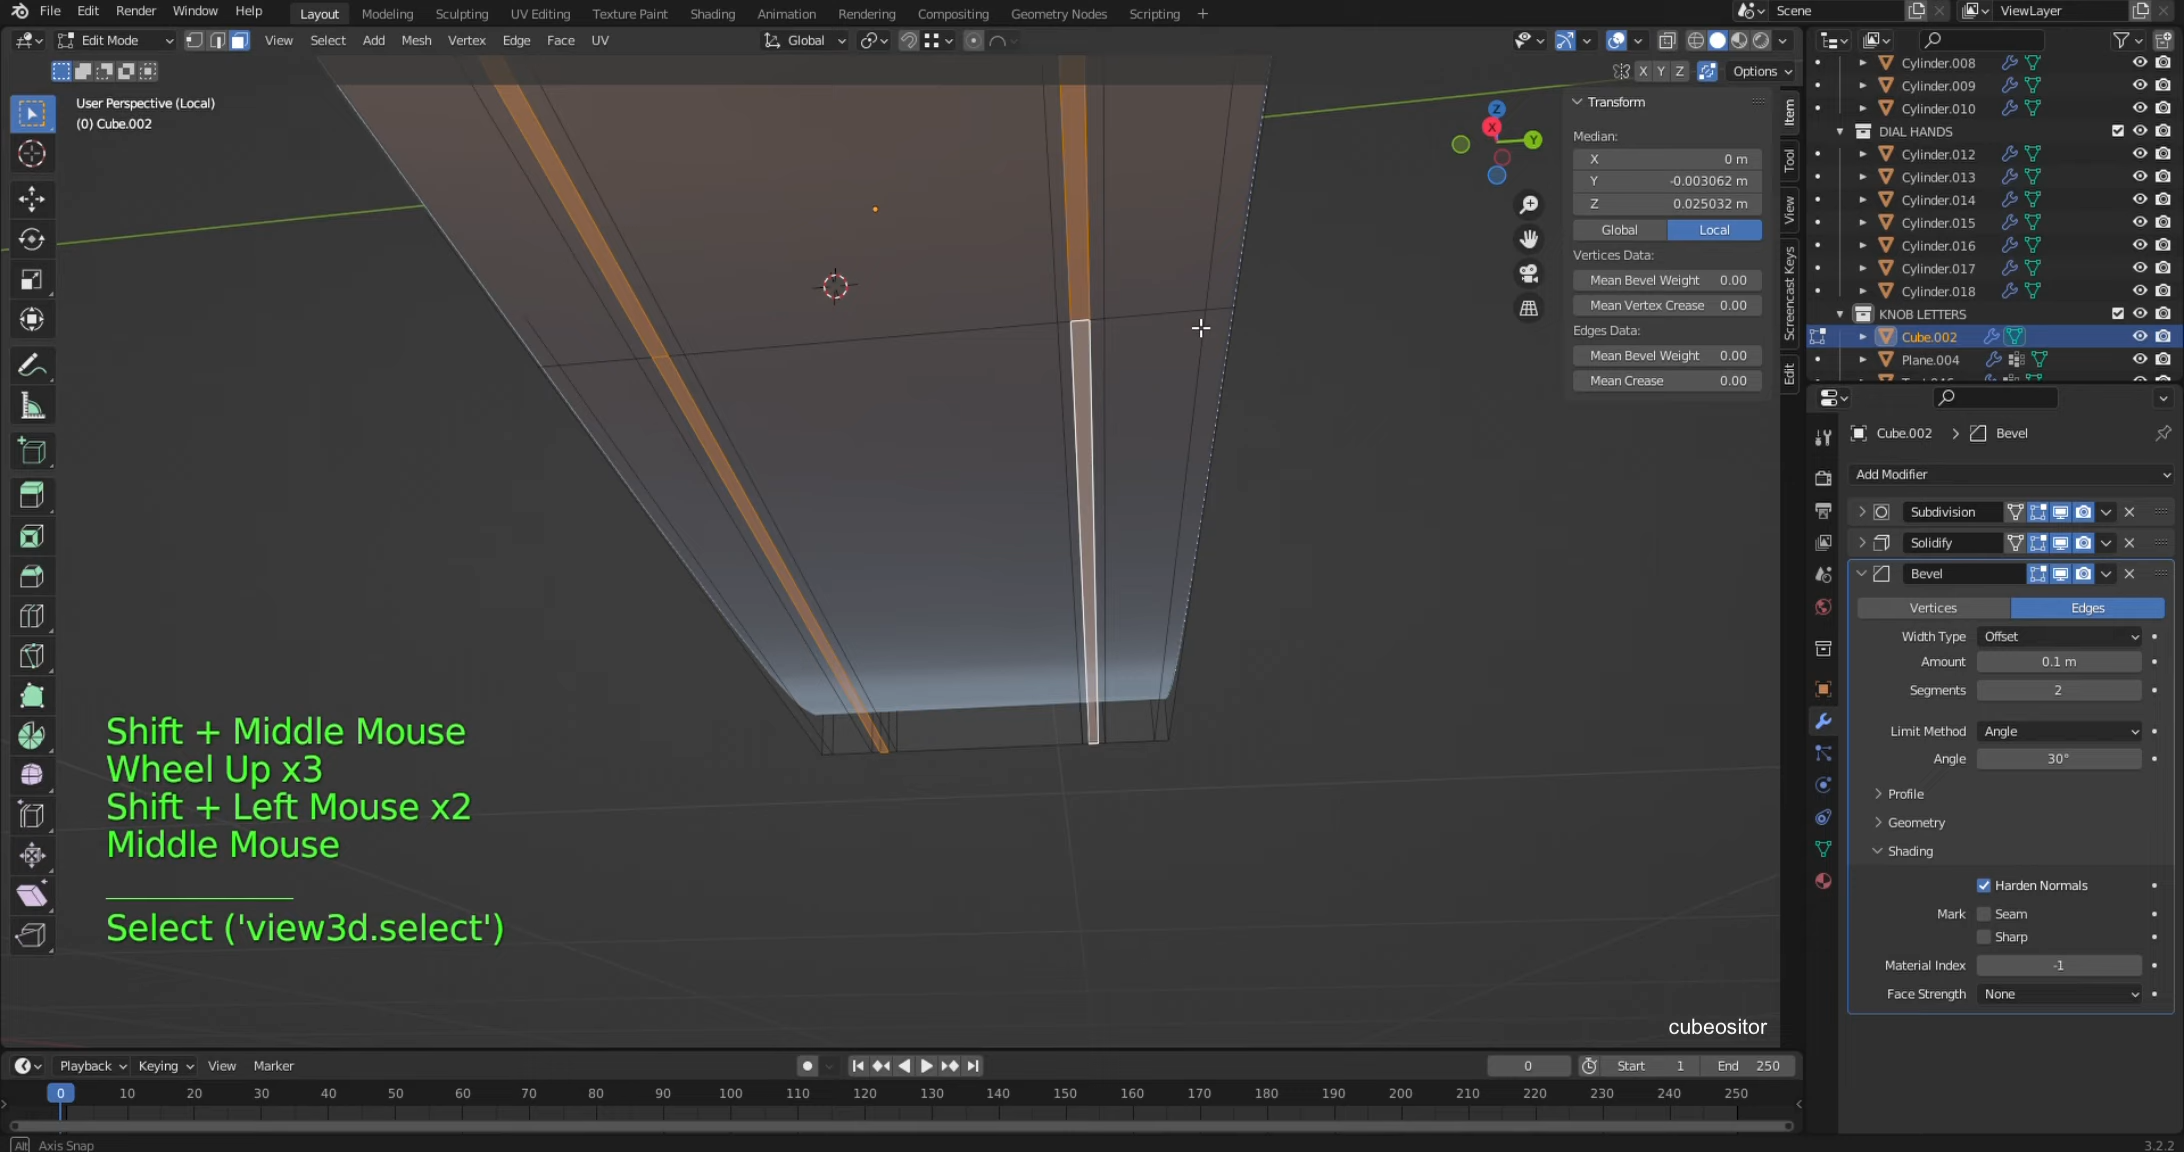 File Edit Render Window Help Layout Modeling Sculpting UV Editing Texture Paint Shading Animation Rendering Compositing Geometry Nodes Scripting + Scene ViewLayer
Edit Mode View Select Add Mesh Vertex Edge Face UV Global
X Y Z Options
User Perspective (Local)
(0) Cube.002
Z
X
Y
Transform
Median:
X 0 m
Y -0.003062 m
Z 0.025032 m
Global Local
Vertices Data:
Mean Bevel Weight 0.00
Mean Vertex Crease 0.00
Edges Data:
Mean Bevel Weight 0.00
Mean Crease 0.00
Item
Tool
View
Screencast Keys
Edit
Cylinder.008
Cylinder.009
Cylinder.010
DIAL HANDS
Cylinder.012
Cylinder.013
Cylinder.014
Cylinder.015
Cylinder.016
Cylinder.017
Cylinder.018
KNOB LETTERS
Cube.002
Plane.004
Cube.002 > Bevel
Add Modifier
Subdivision
Solidify
Bevel
Vertices Edges
Width Type Offset
Amount 0.1 m
Segments 2
Limit Method Angle
Angle 30°
Profile
Geometry
Shading
Harden Normals
Mark Seam
Sharp
Material Index -1
Face Strength None
Shift + Middle Mouse
Wheel Up x3
Shift + Left Mouse x2
Middle Mouse
Select ('view3d.select')
cubeositor
Playback Keying View Marker 0 Start 1 End 250
0 10 20 30 40 50 60 70 80 90 100 110 120 130 140 150 160 170 180 190 200 210 220 230 240 250
Alt Axis Snap
3.2.2